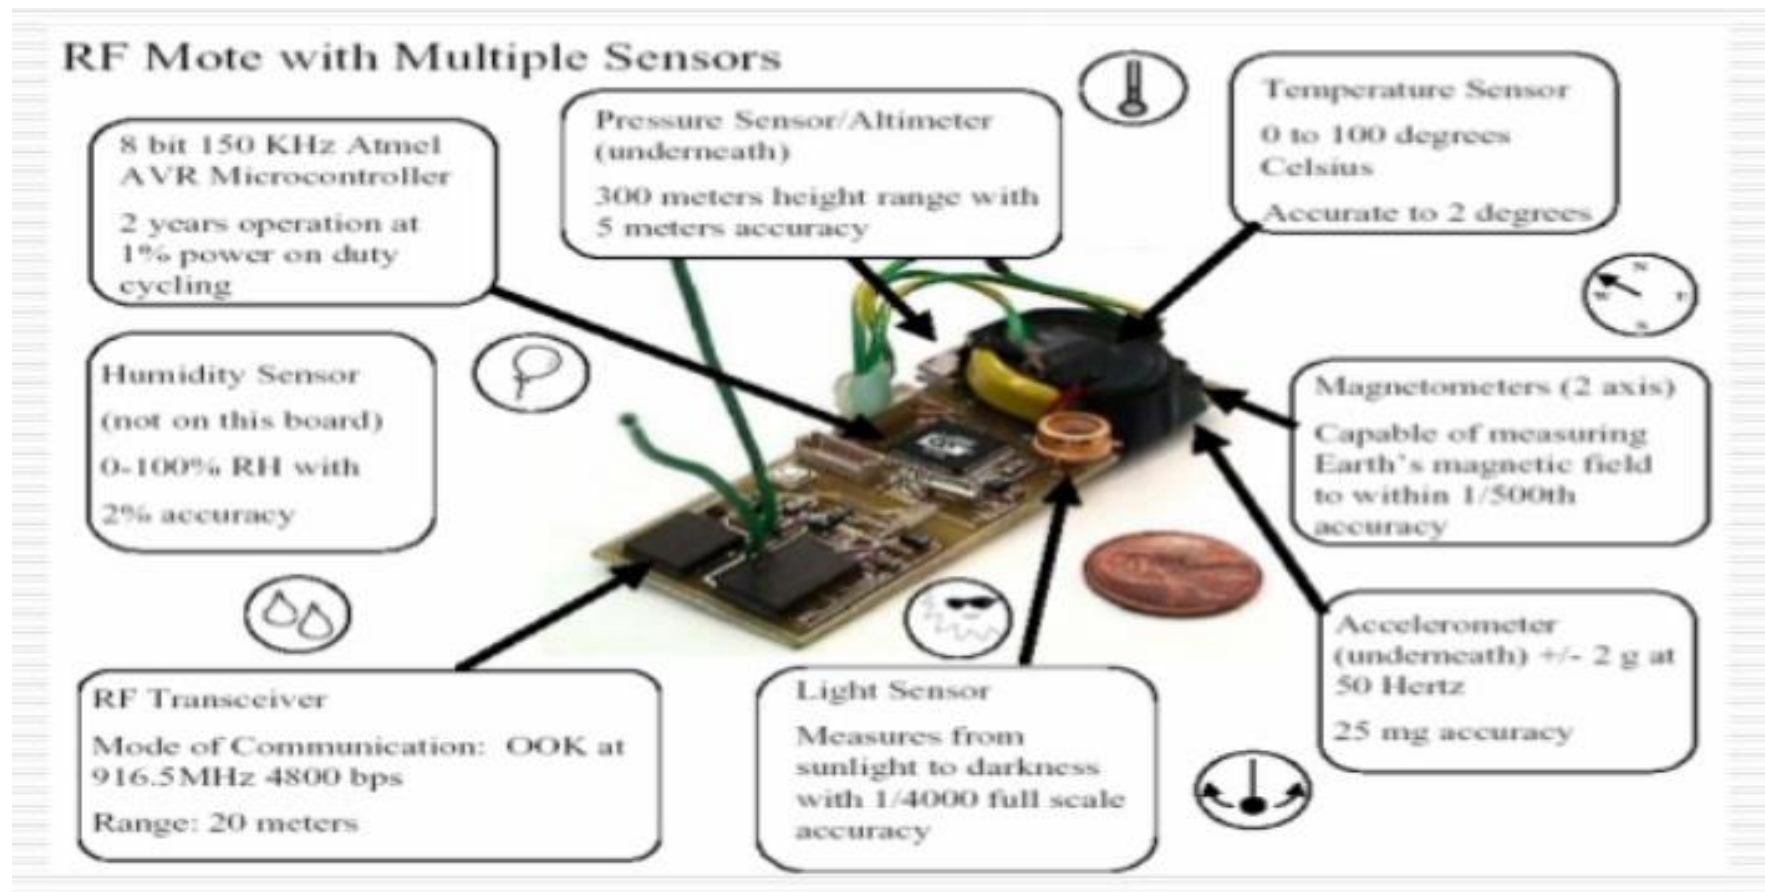 RF Mote with Multiple Sensors
8 bit 150 KHz Atmel
AVR Microcontroller
2 years operation at
1% power on duty
cycling
Pressure Sensor/Altimeter
(underneath)
300 meters height range with
5 meters accuracy
Temperature Sensor
0 to 100 degrees
Celsius
Accurate to 2 degrees
N
W
E
S
Humidity Sensor
(not on this board)
0-100% RH with
2% accuracy
Magnetometers (2 axis)
Capable of measuring
Earth's magnetic field
to within 1/500th
accuracy
RF Transceiver
Mode of Communication: OOK at
916.5MHz 4800 bps
Range: 20 meters
Light Sensor
Measures from
sunlight to darkness
with 1/4000 full scale
accuracy
Accelerometer
(underneath) +/- 2 g at
50 Hertz
25 mg accuracy